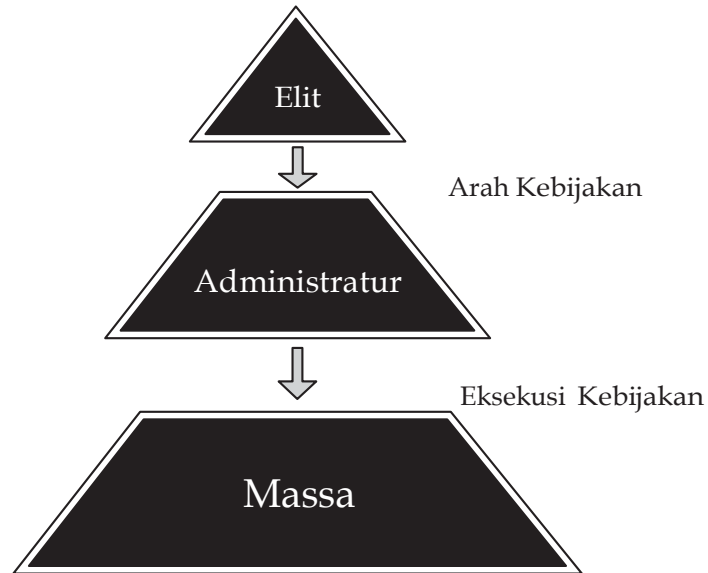 Elit
Arah Kebijakan
Administratur
Eksekusi Kebijakan
Massa